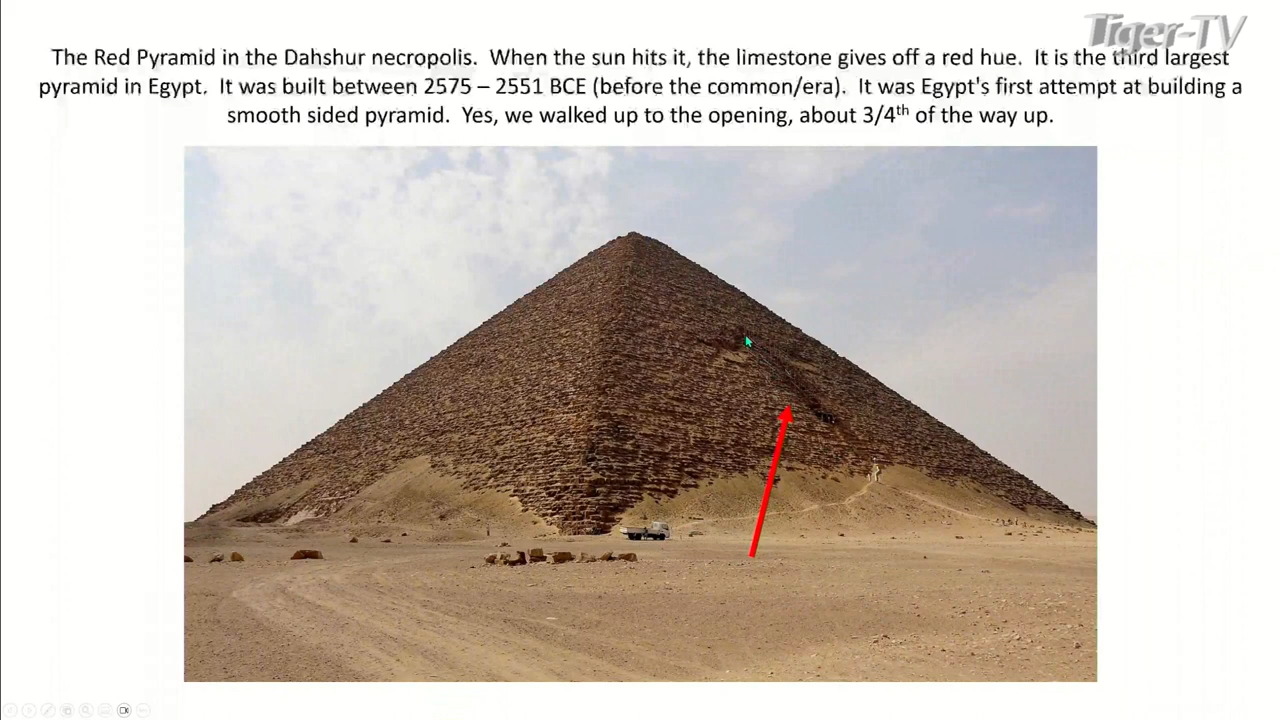 Tiger-TV
The Red Pyramid in the Dahshur necropolis.  When the sun hits it, the limestone gives off a red hue.  It is the third largest
pyramid in Egypt.  It was built between 2575 – 2551 BCE (before the common/era).  It was Egypt's first attempt at building a
smooth sided pyramid.  Yes, we walked up to the opening, about 3/4th of the way up.